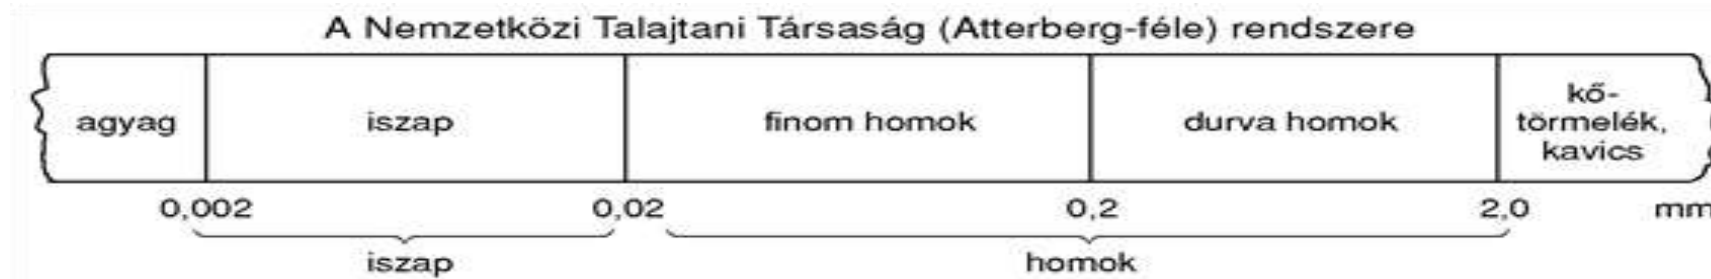 A Nemzetközi Talajtani Társaság (Atterberg-féle) rendszere
agyag iszap finom homok durva homok kő-
törmelék,
kavics
0,002 0,02 0,2 2,0 mm
iszap homok